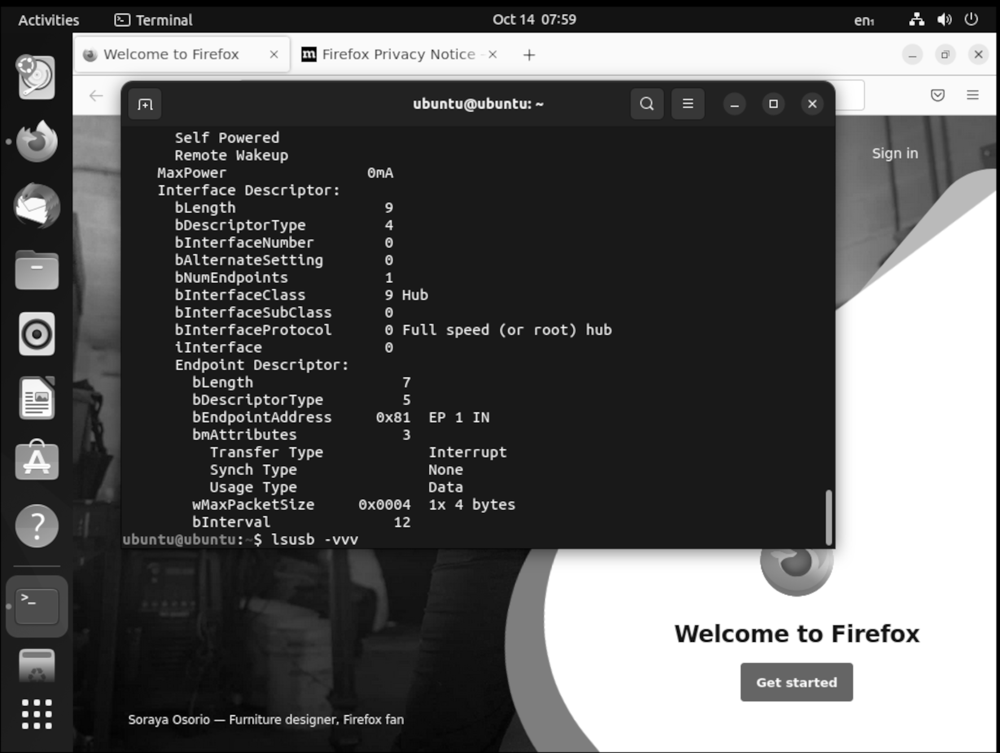 Activities Terminal Oct 14 07:59 en₁
Welcome to Firefox Firefox Privacy Notice -
ubuntu@ubuntu: ~
Self Powered
Remote Wakeup
MaxPower 0mA
Interface Descriptor:
bLength 9
bDescriptorType 4
bInterfaceNumber 0
bAlternateSetting 0
bNumEndpoints 1
bInterfaceClass 9 Hub
bInterfaceSubClass 0
bInterfaceProtocol 0 Full speed (or root) hub
iInterface 0
Endpoint Descriptor:
bLength 7
bDescriptorType 5
bEndpointAddress 0x81 EP 1 IN
bmAttributes 3
Transfer Type Interrupt
Synch Type None
Usage Type Data
wMaxPacketSize 0x0004 1x 4 bytes
bInterval 12
ubuntu@ubuntu:~$ lsusb -vvv
Sign in
Welcome to Firefox
Get started
Soraya Osorio — Furniture designer, Firefox fan